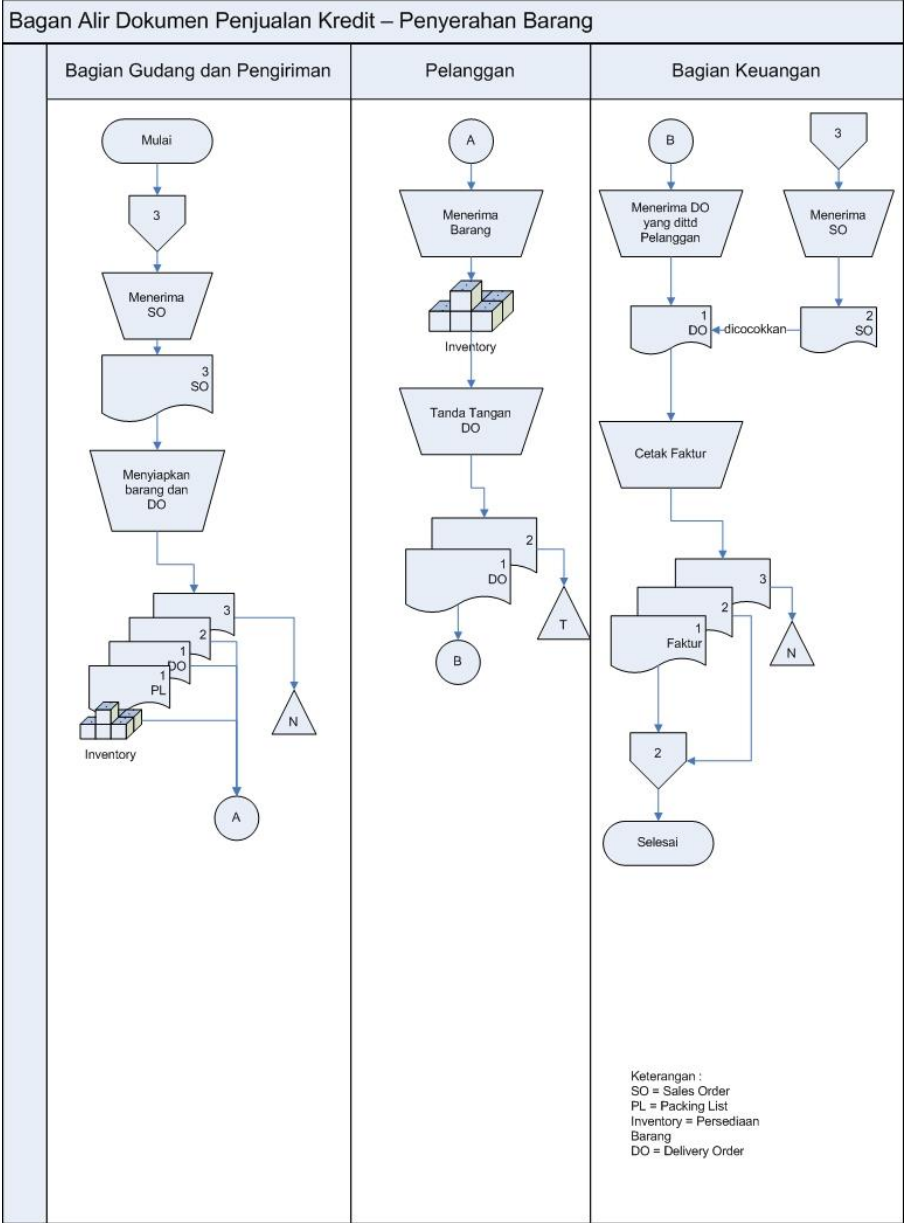 Bagan Alir Dokumen Penjualan Kredit – Penyerahan Barang
Bagian Gudang dan Pengiriman
Pelanggan
Bagian Keuangan
Mulai
3
Menerima
SO
3
SO
Menyiapkan
barang dan
DO
3
2
1
DO
1
PL
Inventory
N
A
A
Menerima
Barang
Inventory
Tanda Tangan
DO
2
1
DO
T
B
B
Menerima DO
yang dittd
Pelanggan
3
Menerima
SO
1
DO
dicocokkan
2
SO
Cetak Faktur
3
2
1
Faktur
N
2
Selesai
Keterangan :
SO = Sales Order
PL = Packing List
Inventory = Persediaan
Barang
DO = Delivery Order